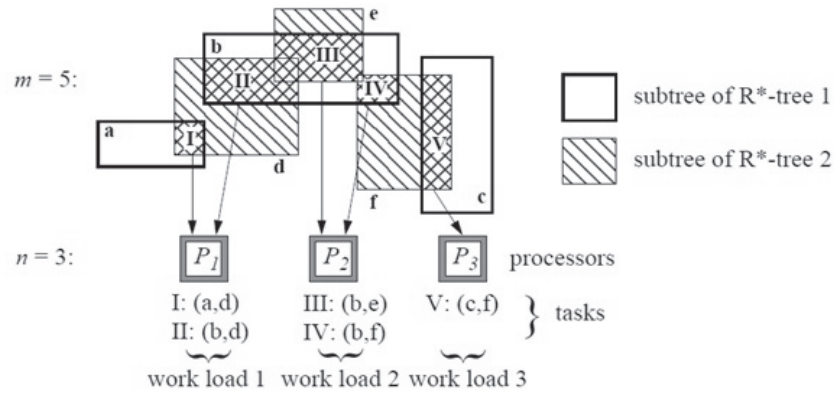 e
b
m = 5:
III
II
IV
subtree of R*-tree 1
a
I
V
subtree of R*-tree 2
d
f
c
n = 3:
P1
P2
P3
processors
I: (a,d)
III: (b,e)
V: (c,f)
tasks
II: (b,d)
IV: (b,f)
work load 1
work load 2
work load 3